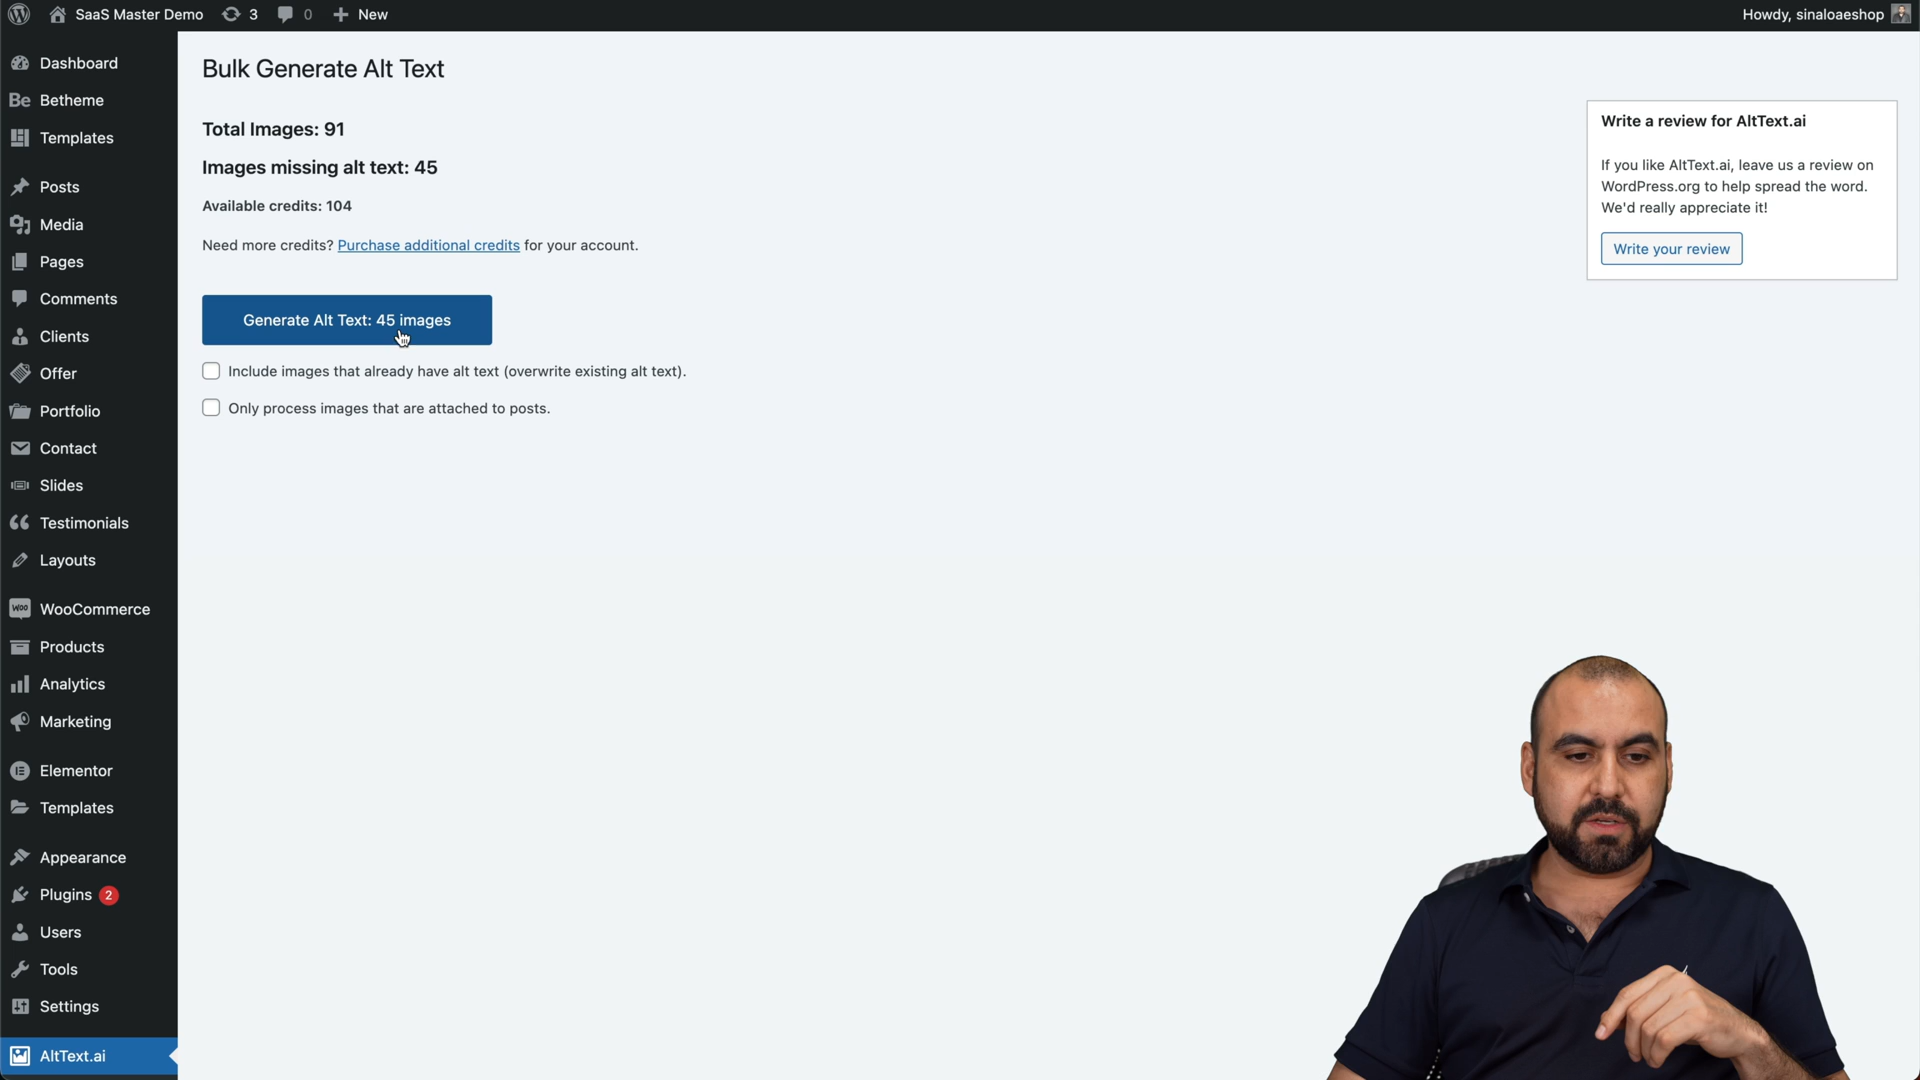 SaaS Master Demo 3 0 New
Howdy, sinaloaeshop
Dashboard
Be Betheme
Templates
Posts
Media
Pages
Comments
Clients
Offer
Portfolio
Contact
Slides
Testimonials
Layouts
Woo WooCommerce
Products
Analytics
Marketing
Elementor
Templates
Appearance
Plugins 2
Users
Tools
Settings
AltText.ai
Bulk Generate Alt Text
Total Images: 91
Images missing alt text: 45
Available credits: 104
Need more credits? Purchase additional credits for your account.
Generate Alt Text: 45 images
Include images that already have alt text (overwrite existing alt text).
Only process images that are attached to posts.
Write a review for AltText.ai
If you like AltText.ai, leave us a review on
WordPress.org to help spread the word.
We'd really appreciate it!
Write your review